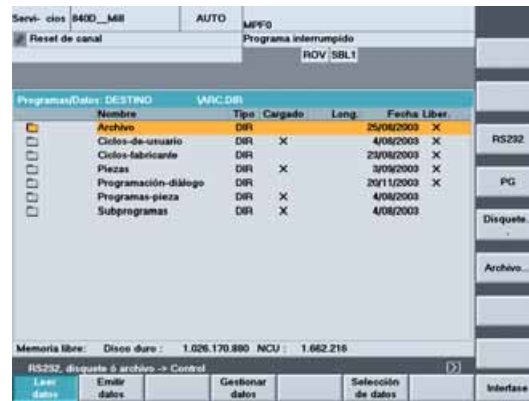 Servi- cios 840D__Mill AUTO MPF0
Reset de canal Programa interrumpido
ROV SBL1
Programas/Datos: DESTINO \ARC.DIR
Nombre Tipo Cargado Long. Fecha Liber.
Archivo DIR 25/08/2003 X
Ciclos-de-usuario DIR X 4/08/2003 X
Ciclos-fabricante DIR 23/08/2003 X
Piezas DIR X 3/09/2003 X
Programación-diálogo DIR 20/11/2003 X
Programas-pieza DIR X 4/08/2003
Subprogramas DIR X 4/08/2003
Memoria libre: Disco duro : 1.026.170.880 NCU : 1.662.216
RS232, disquete ó archivo -> Control
Leer datos
Emitir datos
Gestionar datos
Selección de datos
RS232
PG
Disquete..
Archivo...
Interfase